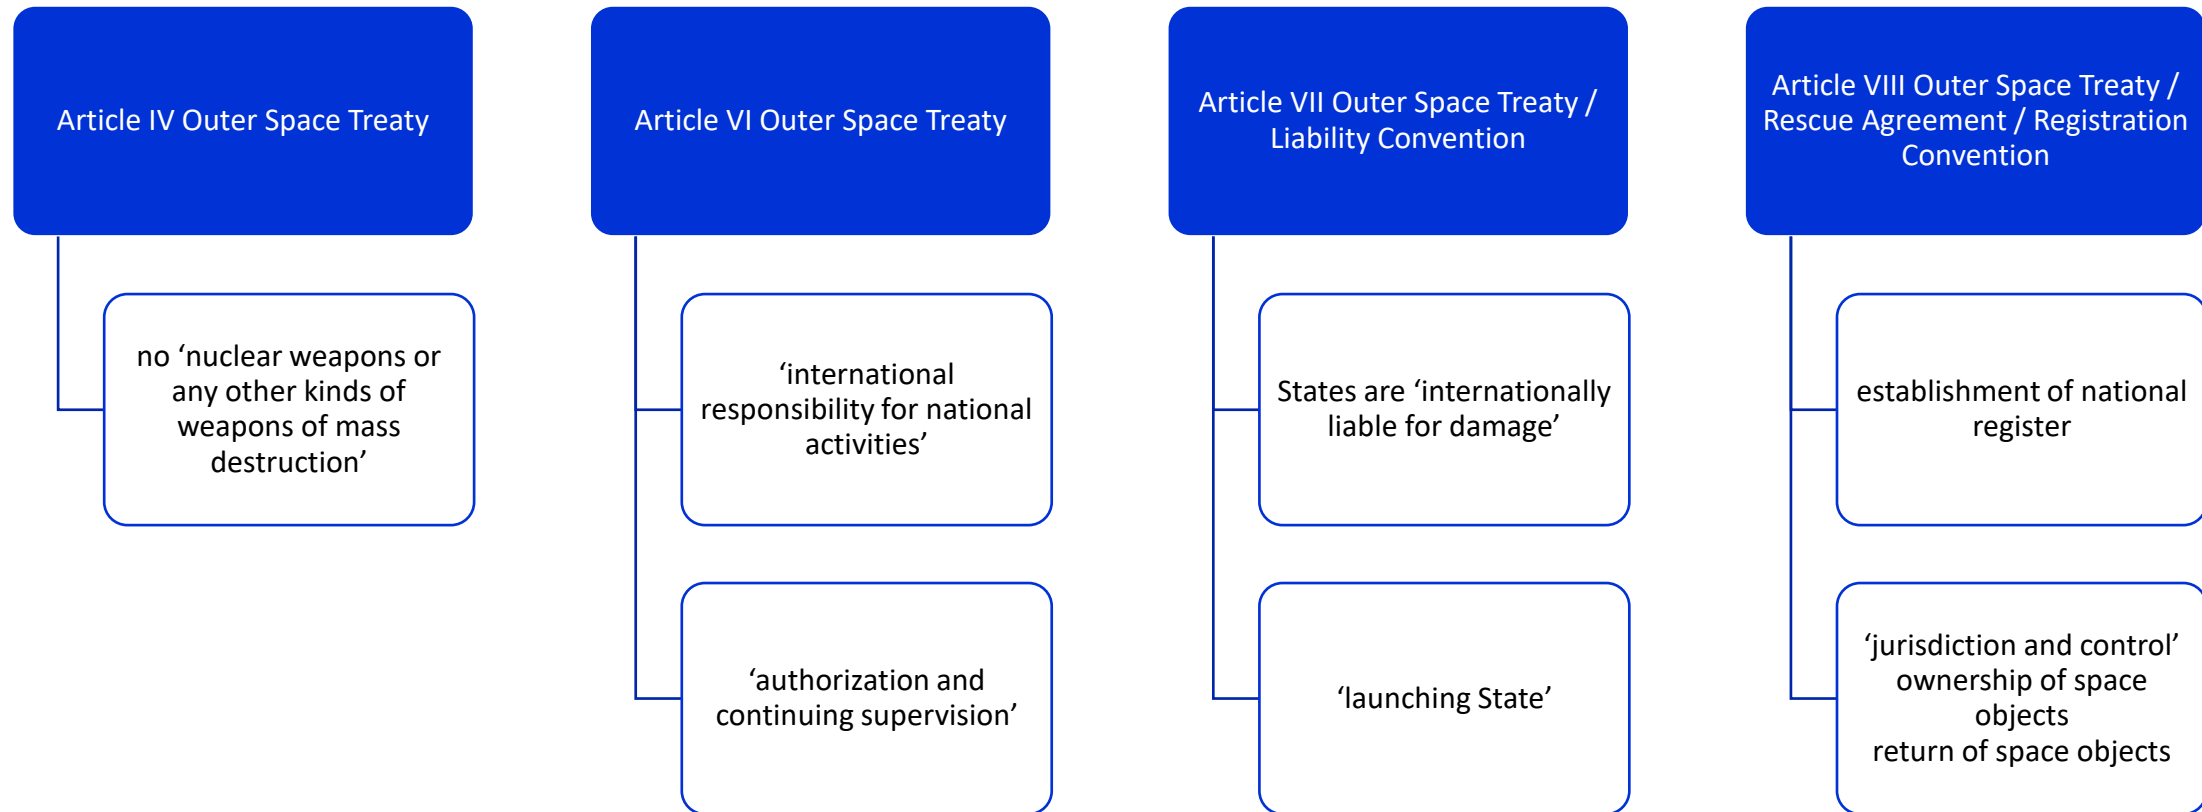 Article IV Outer Space Treaty
no ‘nuclear weapons or
any other kinds of
weapons of mass
destruction’
Article VI Outer Space Treaty
‘international
responsibility for national
activities’
‘authorization and
continuing supervision’
Article VII Outer Space Treaty /
Liability Convention
States are ‘internationally
liable for damage’
‘launching State’
Article VIII Outer Space Treaty /
Rescue Agreement / Registration
Convention
establishment of national
register
‘jurisdiction and control’
ownership of space
objects
return of space objects